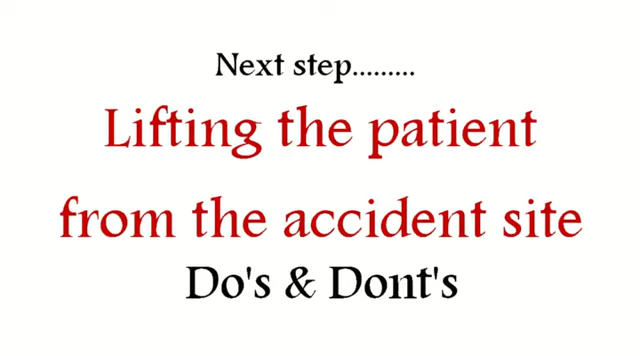 Next step.........
Lifting the patient
from the accident site
Do's & Dont's